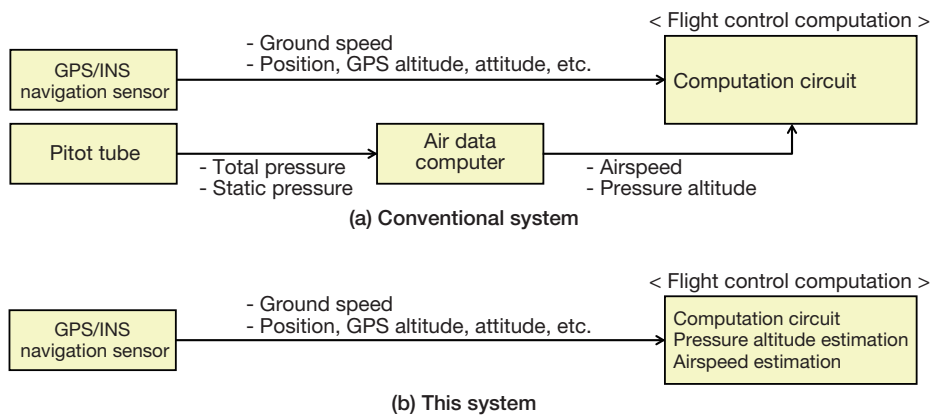 < Flight control computation >
- Ground speed
- Position, GPS altitude, attitude, etc.
GPS/INS
navigation sensor
Computation circuit
Pitot tube
Air data
computer
- Total pressure
- Static pressure
- Airspeed
- Pressure altitude
(a) Conventional system
< Flight control computation >
- Ground speed
- Position, GPS altitude, attitude, etc.
GPS/INS
navigation sensor
Computation circuit
Pressure altitude estimation
Airspeed estimation
(b) This system